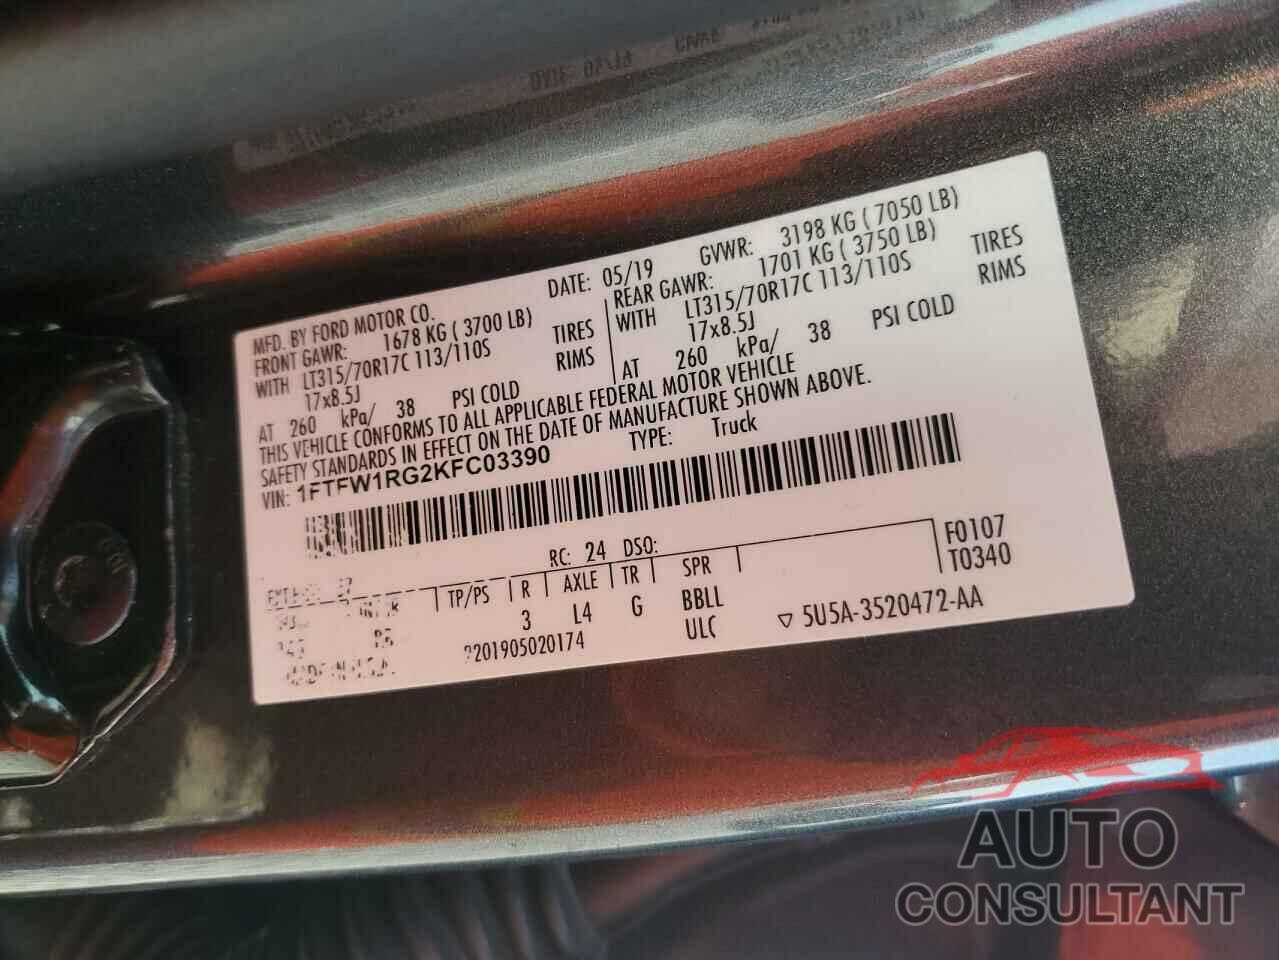 MFD. BY FORD MOTOR CO.
DATE: 05/19
GVWR: 3198 KG ( 7050 LB)
FRONT GAWR: 1678 KG ( 3700 LB)
REAR GAWR: 1701 KG ( 3750 LB)
WITH LT315/70R17C 113/110S TIRES
WITH LT315/70R17C 113/110S TIRES
17x8.5J RIMS
17x8.5J RIMS
AT 260 kPa/ 38 PSI COLD
AT 260 kPa/ 38 PSI COLD
THIS VEHICLE CONFORMS TO ALL APPLICABLE FEDERAL MOTOR VEHICLE
SAFETY STANDARDS IN EFFECT ON THE DATE OF MANUFACTURE SHOWN ABOVE.
VIN: 1FTFW1RG2KFC03390
TYPE: Truck
F0107
T0340
RC: 24 DSO:
TP/PS R AXLE TR SPR
3 L4 G BBLL
201905020174
▽ 5U5A-3520472-AA
AUTO
CONSULTANT